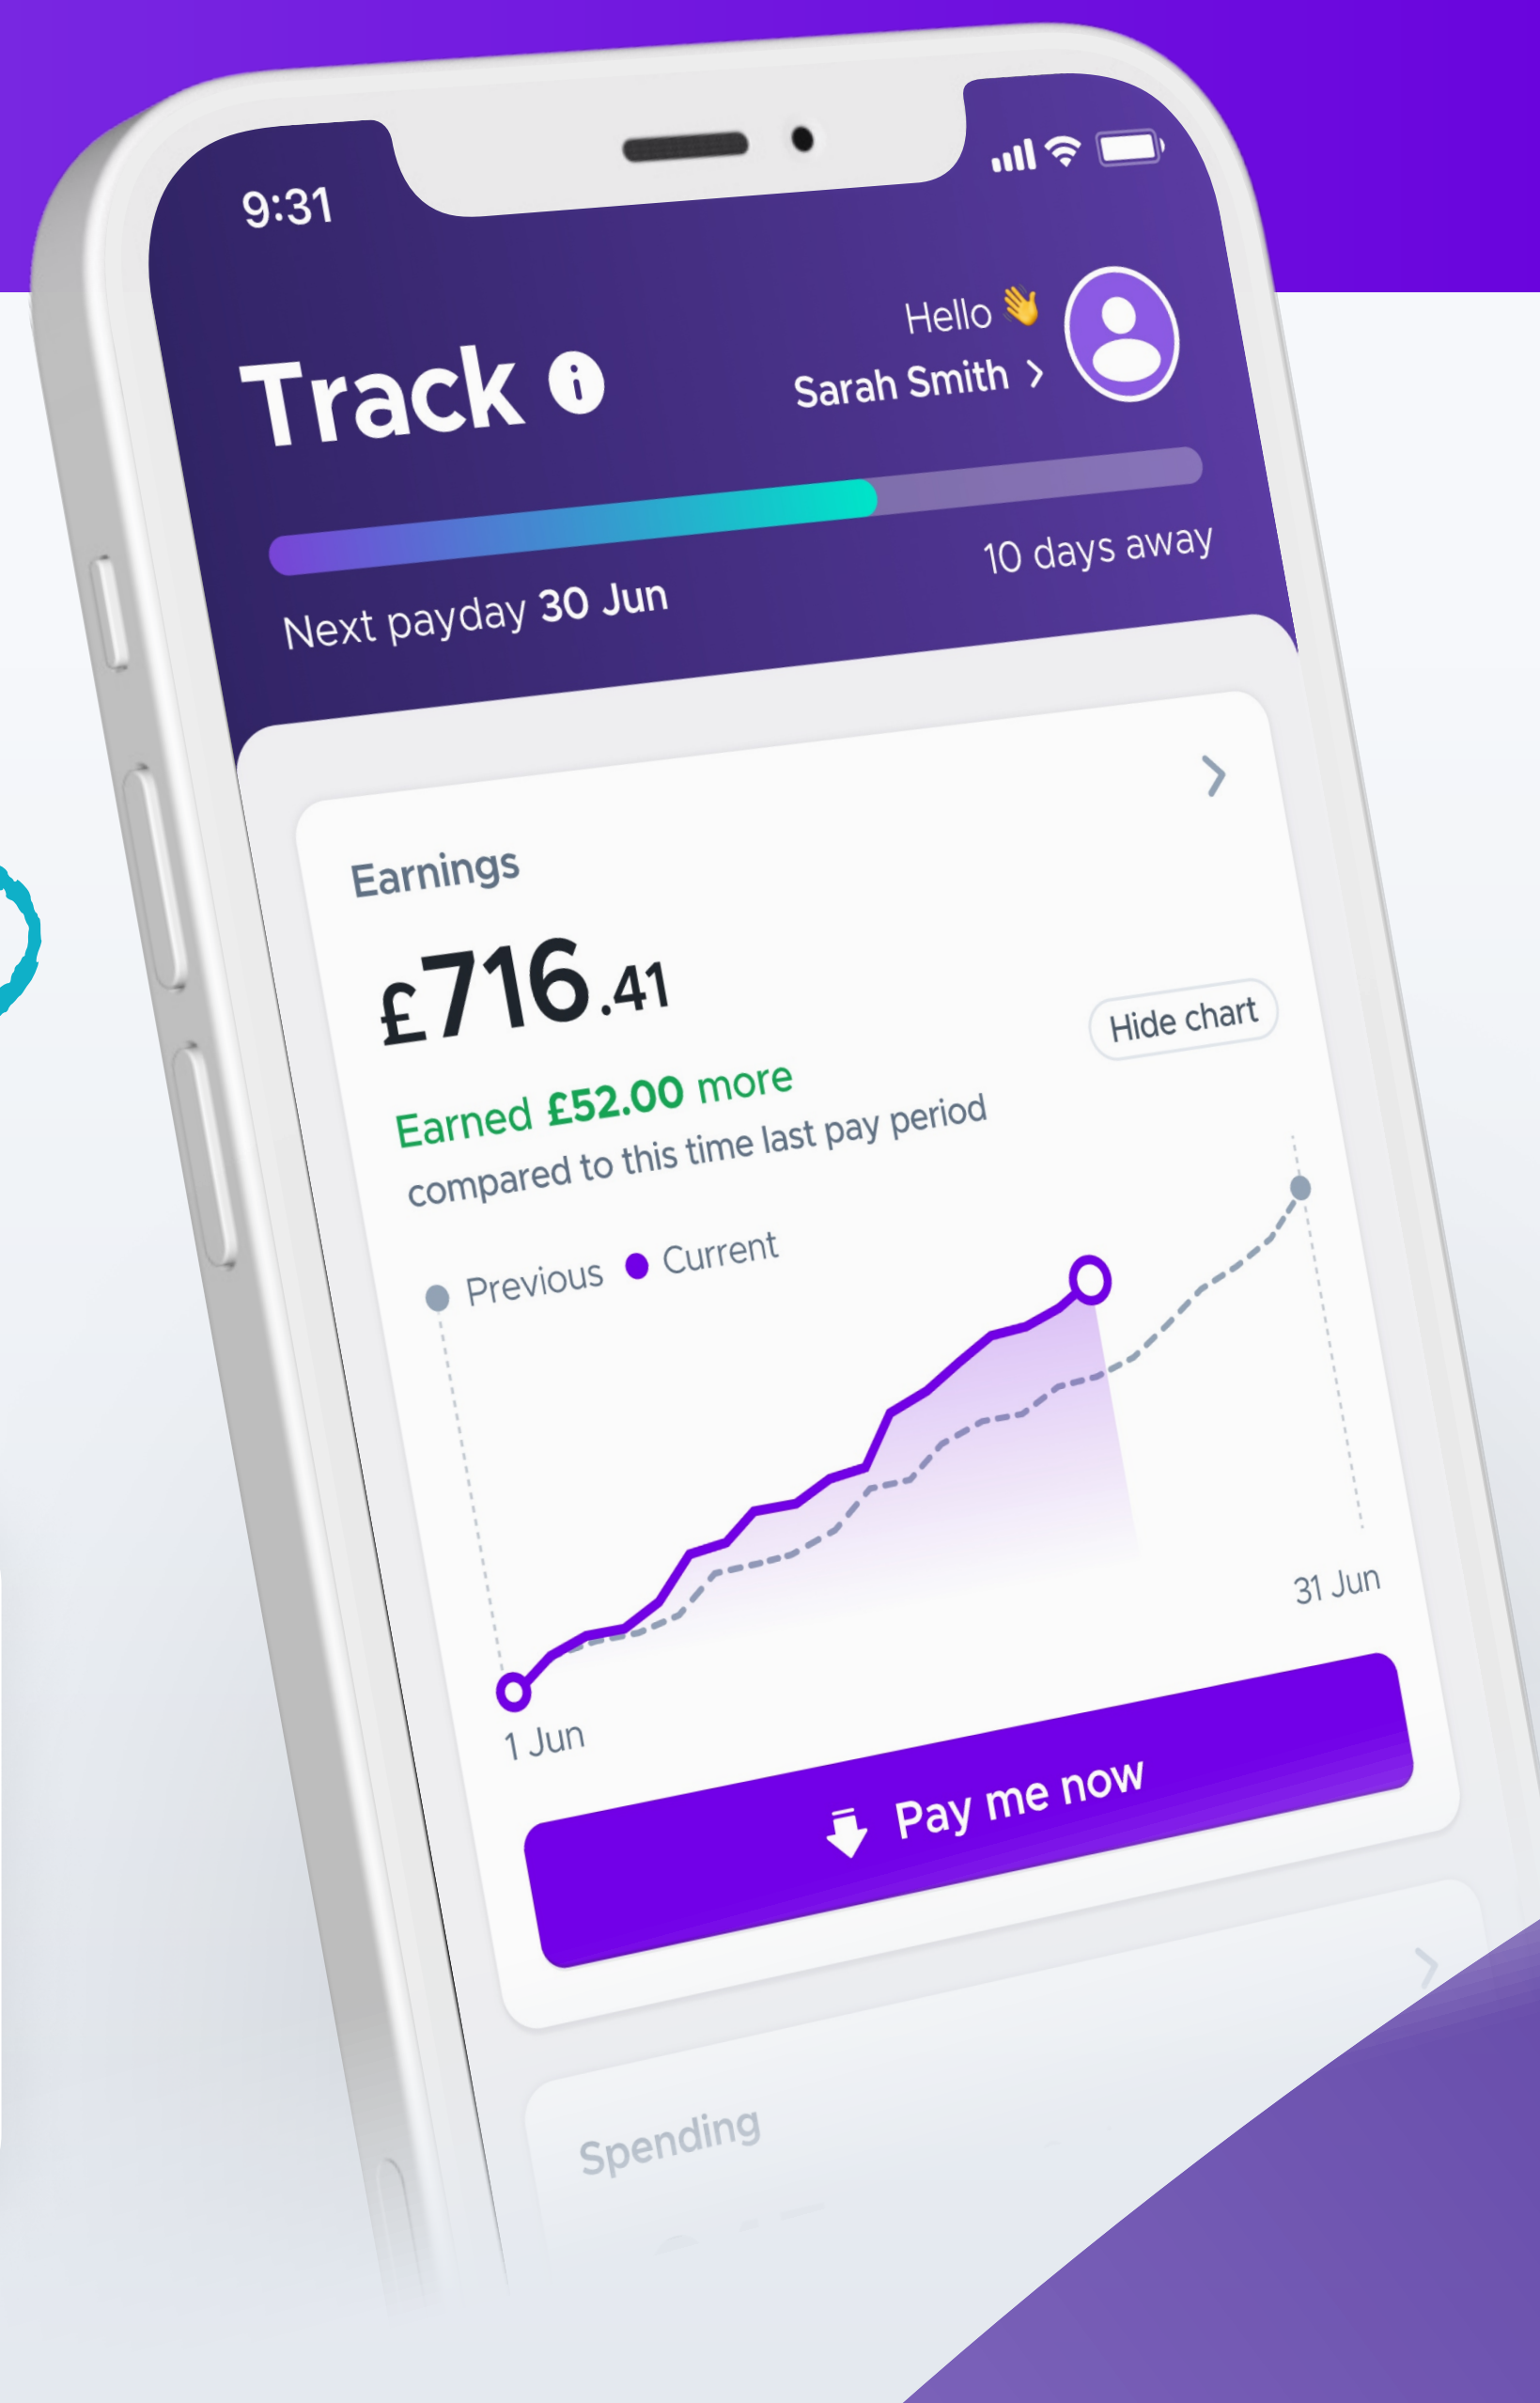 9:31
Hello 👋
Track
Sarah Smith >
10 days away
Next payday 30 Jun
Earnings
£716.41
Hide chart
Earned £52.00 more
compared to this time last pay period
Previous Current
31 Jun
1 Jun
Pay me now
Spending